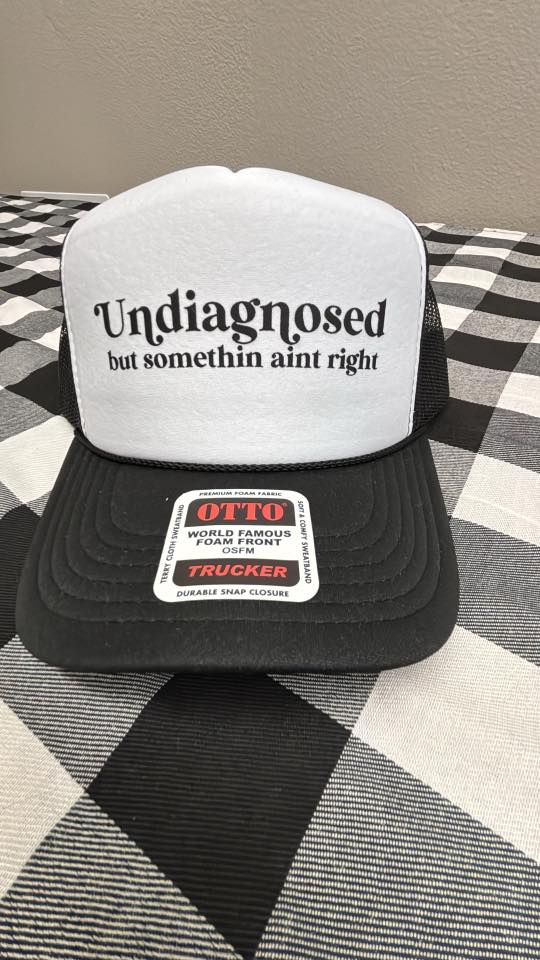 Undiagnosed
but somethin aint right
PREMIUM FOAM FABRIC
TERRY CLOTH SWEATBAND
OTTO®
WORLD FAMOUS
FOAM FRONT
OSFM
TRUCKER
SOFT & COMFY SWEATBAND
DURABLE SNAP CLOSURE